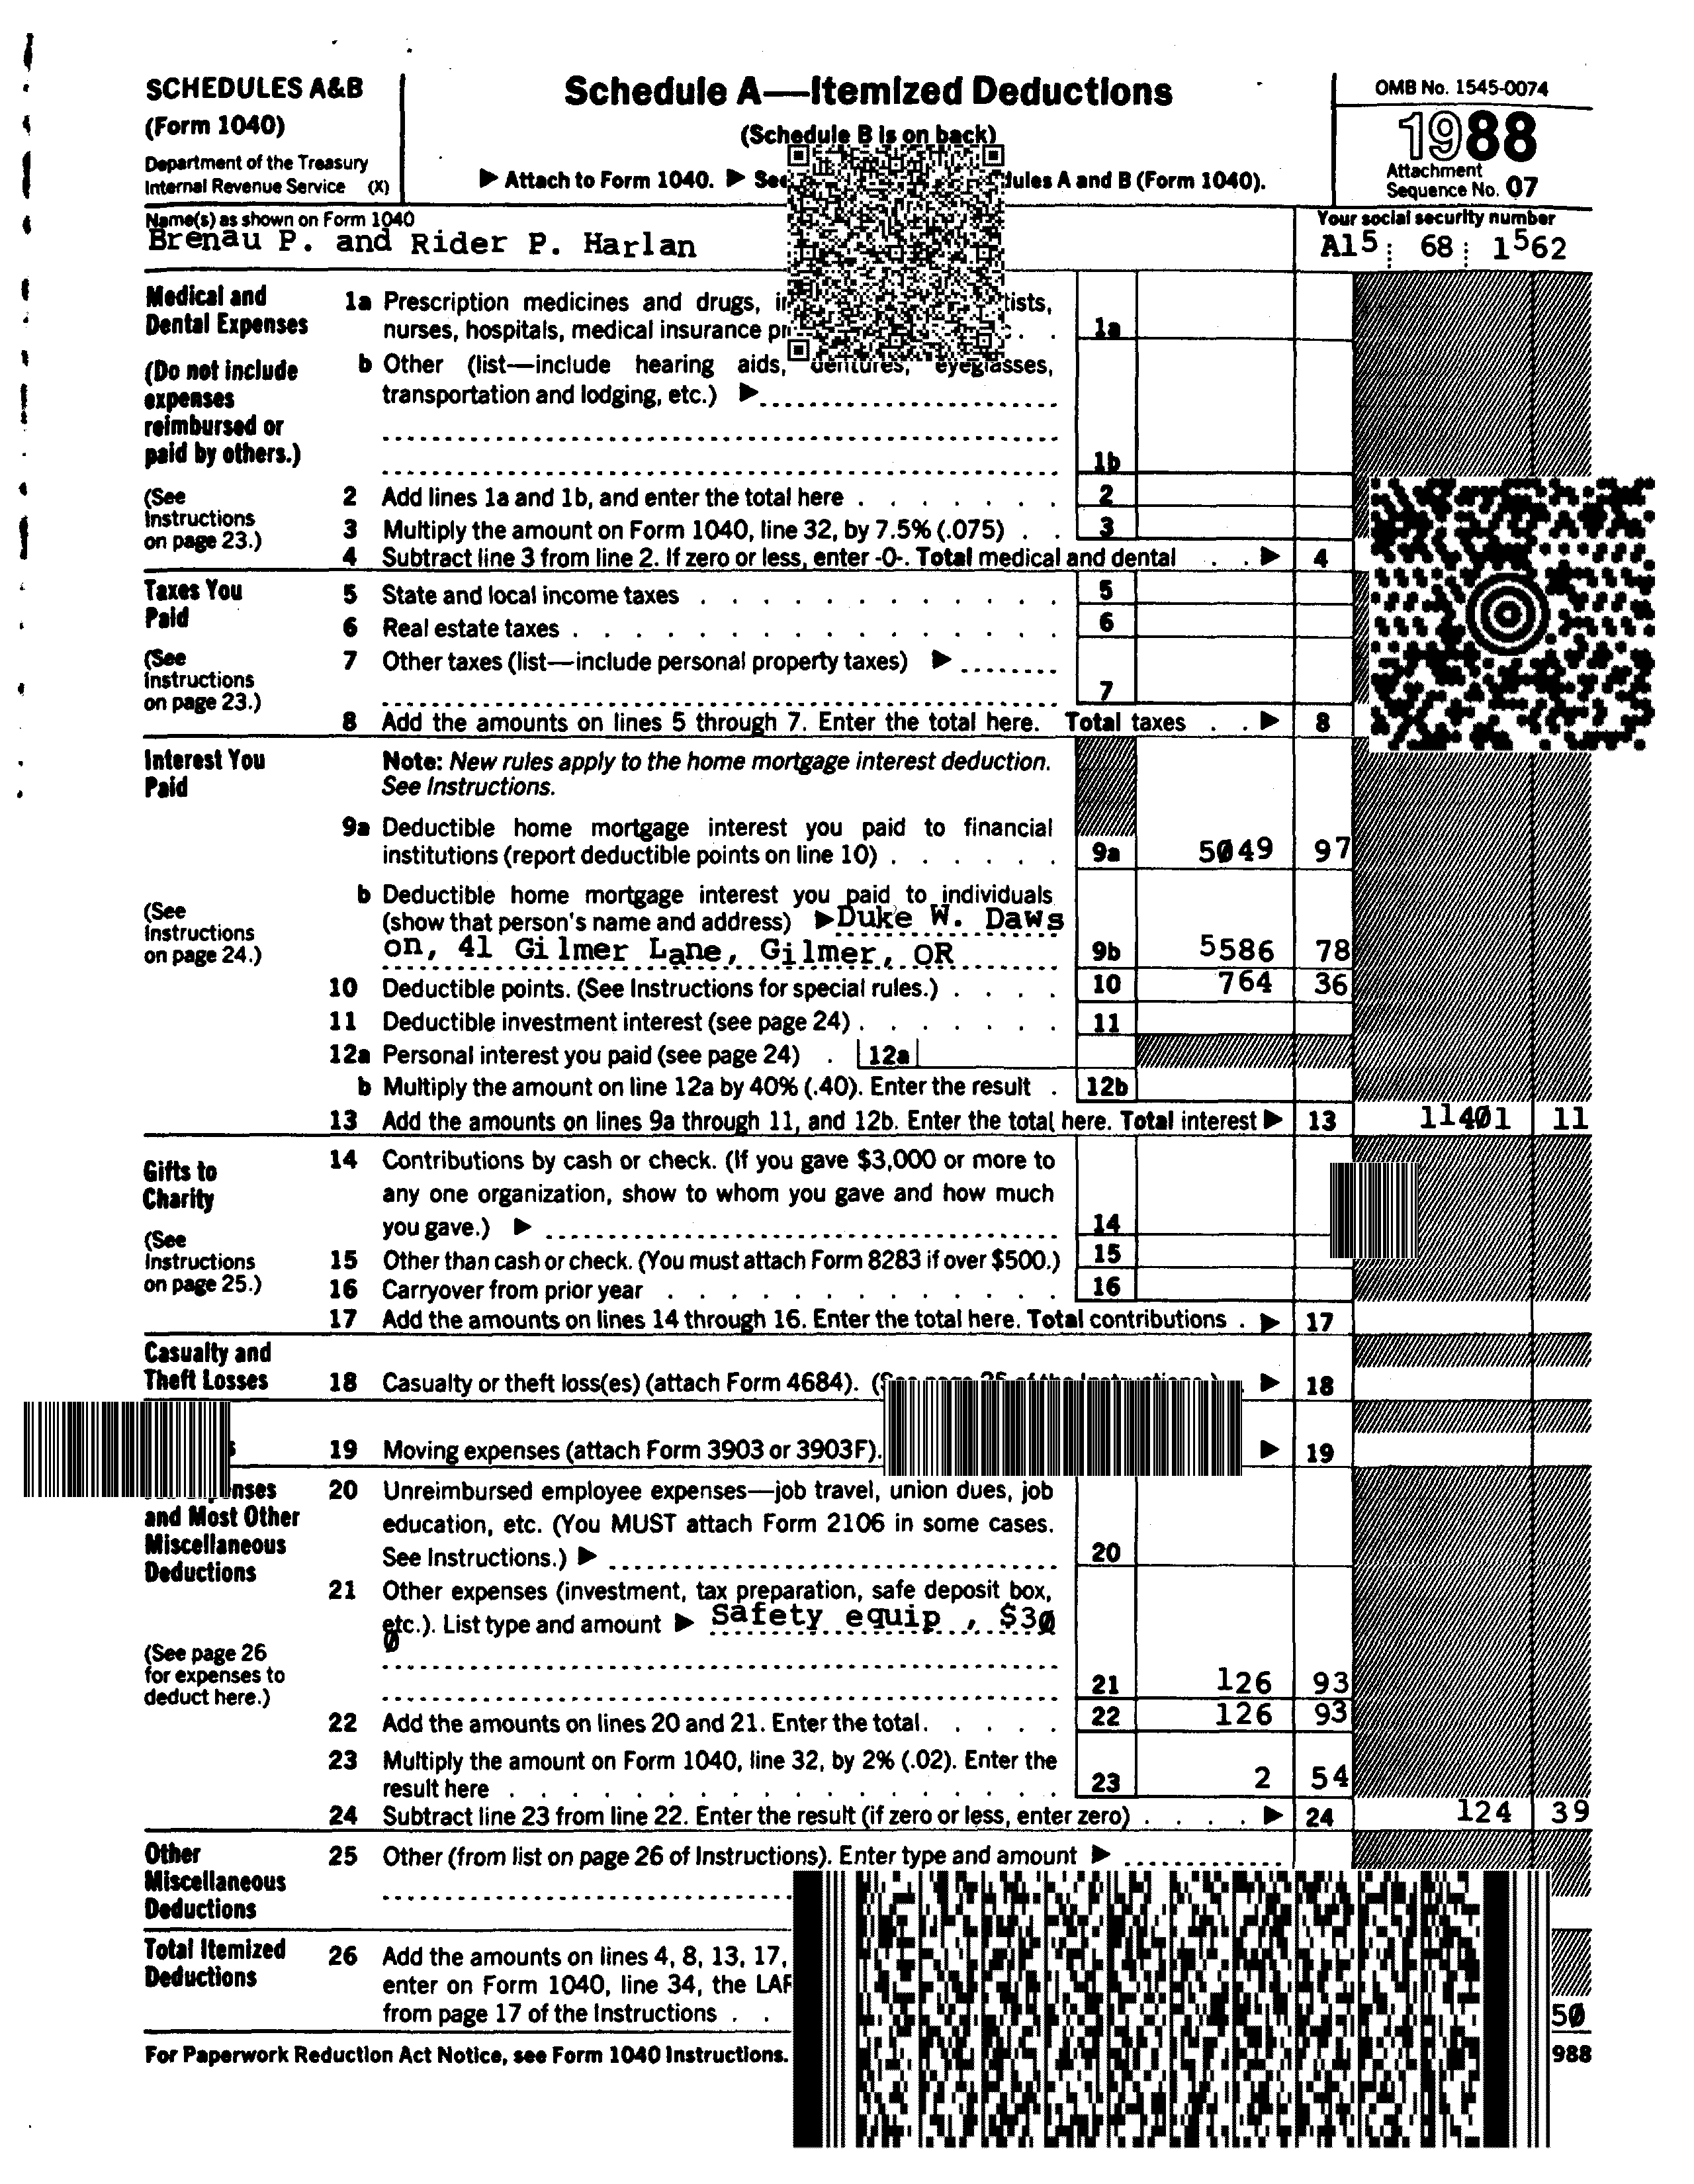 SCHEDULES A&B
(Form 1040)
Department of the Treasury
Internal Revenue Service (X)
Schedule A—Itemized Deductions
(Schedule B is on back)
▶ Attach to Form 1040. ▶ A and B (Form 1040).
OMB No. 1545-0074
1988
Attachment
Sequence No. 07
Name(s) as shown on Form 1040
Brenau P. and Rider P. Harlan
Your social security number
A15 68 1562
Medical and
Dental Expenses
(Do not include
expenses
reimbursed or
paid by others.)
(See
Instructions
on page 23.)
1a Prescription medicines and drugs,
nurses, hospitals, medical insurance
1a
b Other (list—include hearing aids, dentures, eyeglasses,
transportation and lodging, etc.) ▶
1b
2 Add lines 1a and 1b, and enter the total here 2
3 Multiply the amount on Form 1040, line 32, by 7.5% (.075) 3
4 Subtract line 3 from line 2. If zero or less, enter -0-. Total medical and dental ▶ 4
Taxes You
Paid
(See
Instructions
on page 23.)
5 State and local income taxes 5
6 Real estate taxes 6
7 Other taxes (list—include personal property taxes) ▶
7
8 Add the amounts on lines 5 through 7. Enter the total here. Total taxes ▶ 8
Interest You
Paid
(See
Instructions
on page 24.)
Note: New rules apply to the home mortgage interest deduction.
See Instructions.
9a Deductible home mortgage interest you paid to financial
institutions (report deductible points on line 10) 9a 5049 97
b Deductible home mortgage interest you paid to individuals
(show that person's name and address) ▶ Duke W. Daws
on, 41 Gilmer Lane, Gilmer, OR 9b 5586 78
10 Deductible points. (See Instructions for special rules.) 10 764 36
11 Deductible investment interest (see page 24) 11
12a Personal interest you paid (see page 24) 12a
b Multiply the amount on line 12a by 40% (.40). Enter the result 12b
13 Add the amounts on lines 9a through 11, and 12b. Enter the total here. Total interest ▶ 13 11401 11
Gifts to
Charity
(See
Instructions
on page 25.)
14 Contributions by cash or check. (If you gave $3,000 or more to
any one organization, show to whom you gave and how much
you gave.) ▶ 14
15 Other than cash or check. (You must attach Form 8283 if over $500.) 15
16 Carryover from prior year 16
17 Add the amounts on lines 14 through 16. Enter the total here. Total contributions ▶ 17
Casualty and
Theft Losses
18 Casualty or theft loss(es) (attach Form 4684). ▶ 18
19 Moving expenses (attach Form 3903 or 3903F). ▶ 19
and Most Other
Miscellaneous
Deductions
(See page 26
for expenses to
deduct here.)
20 Unreimbursed employee expenses—job travel, union dues, job
education, etc. (You MUST attach Form 2106 in some cases.
See Instructions.) ▶ 20
21 Other expenses (investment, tax preparation, safe deposit box,
etc.). List type and amount ▶ Safety equip , $30
0
21 126 93
22 Add the amounts on lines 20 and 21. Enter the total. 22 126 93
23 Multiply the amount on Form 1040, line 32, by 2% (.02). Enter the
result here 23 2 54
24 Subtract line 23 from line 22. Enter the result (if zero or less, enter zero) ▶ 24 124 39
Other
Miscellaneous
Deductions
25 Other (from list on page 26 of Instructions). Enter type and amount ▶
Total Itemized
Deductions
26 Add the amounts on lines 4, 8, 13, 17,
enter on Form 1040, line 34, the
from page 17 of the Instructions 50
For Paperwork Reduction Act Notice, see Form 1040 Instructions. 988